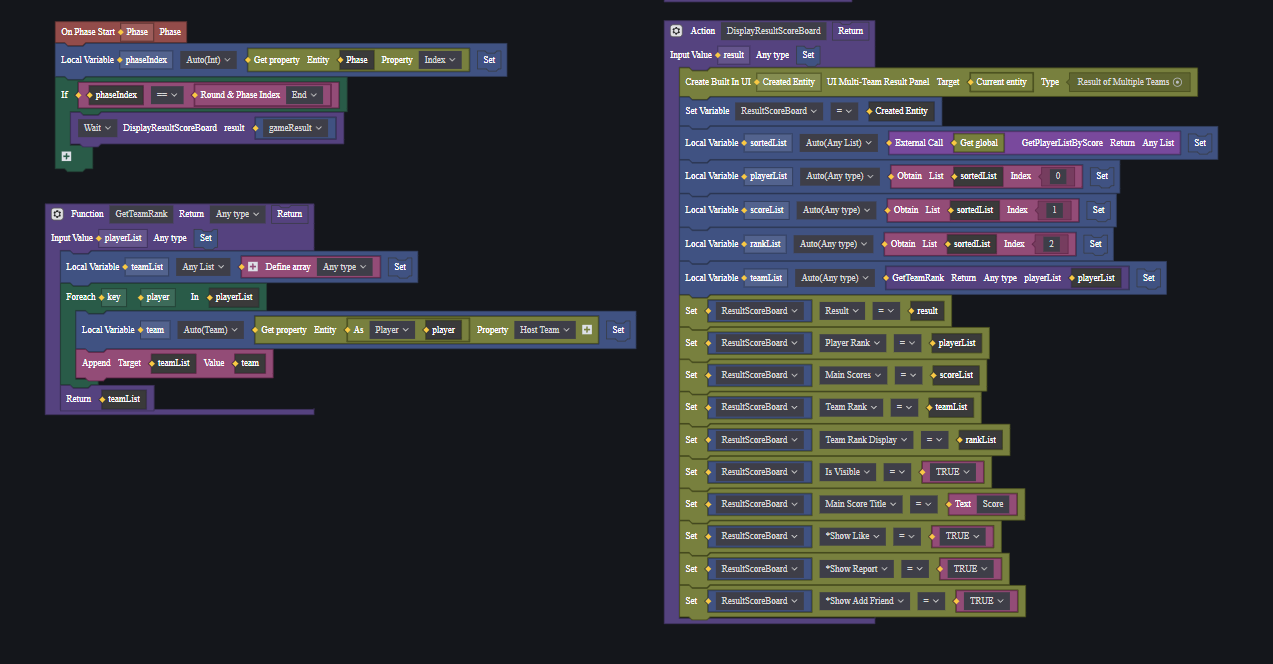 On Phase Start Phase Phase
Local Variable phaseIndex Auto(Int) Get property Entity Phase Property Index Set
If phaseIndex == Round & Phase Index End
Wait DisplayResultScoreBoard result gameResult
Function GetTeamRank Return Any type Return
Input Value playerList Any type Set
Local Variable teamList Any List Define array Any type Set
Foreach key player In playerList
Local Variable team Auto(Team) Get property Entity As Player player Property Host Team Set
Append Target teamList Value team
Return teamList
Action DisplayResultScoreBoard Return
Input Value result Any type Set
Create Built In UI Created Entity UI Multi-Team Result Panel Target Current entity Type Result of Multiple Teams
Set Variable ResultScoreBoard = Created Entity
Local Variable sortedList Auto(Any List) External Call Get global GetPlayerListByScore Return Any List Set
Local Variable playerList Auto(Any type) Obtain List sortedList Index 0 Set
Local Variable scoreList Auto(Any type) Obtain List sortedList Index 1 Set
Local Variable rankList Auto(Any type) Obtain List sortedList Index 2 Set
Local Variable teamList Auto(Any type) GetTeamRank Return Any type playerList playerList Set
Set ResultScoreBoard Result = result
Set ResultScoreBoard Player Rank = playerList
Set ResultScoreBoard Main Scores = scoreList
Set ResultScoreBoard Team Rank = teamList
Set ResultScoreBoard Team Rank Display = rankList
Set ResultScoreBoard Is Visible = TRUE
Set ResultScoreBoard Main Score Title = Text Score
Set ResultScoreBoard *Show Like = TRUE
Set ResultScoreBoard *Show Report = TRUE
Set ResultScoreBoard *Show Add Friend = TRUE